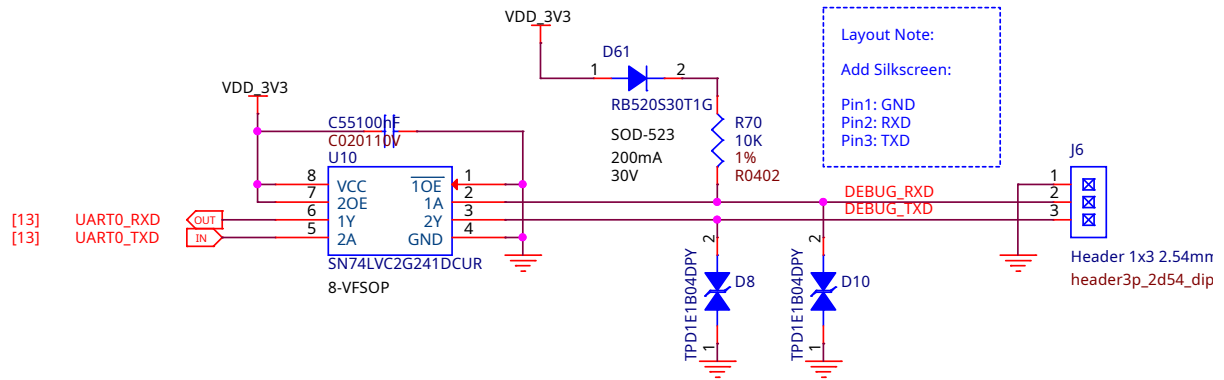 VDD_3V3
D61
1
2
RB520S30T1G
SOD-523
200mA
30V
R70
10K
1%
R0402
Layout Note:
Add Silkscreen:
Pin1: GND
Pin2: RXD
Pin3: TXD
VDD_3V3
C55100nF
C020110V
U10
8 VCC
7 2OE
6 1Y
5 2A
1OE 1
1A 2
2Y 3
GND 4
SN74LVC2G241DCUR
8-VFSOP
[13] UART0_RXD OUT
[13] UART0_TXD IN
DEBUG_RXD
DEBUG_TXD
J6
1
2
3
Header 1x3 2.54mm
header3p_2d54_dip
2
D8
TPD1E1B04DPY
1
2
D10
TPD1E1B04DPY
1